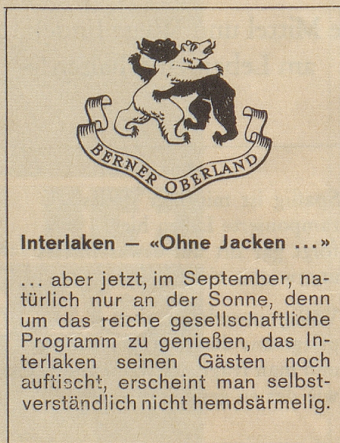 BERNER OBERLAND
Interlaken — «Ohne Jacken ...»
... aber jetzt, im September, na-
türlich nur an der Sonne, denn
um das reiche gesellschaftliche
Programm zu genießen, das In-
terlaken seinen Gästen noch
auftischt, erscheint man selbst-
verständlich nicht hemdsärmelig.